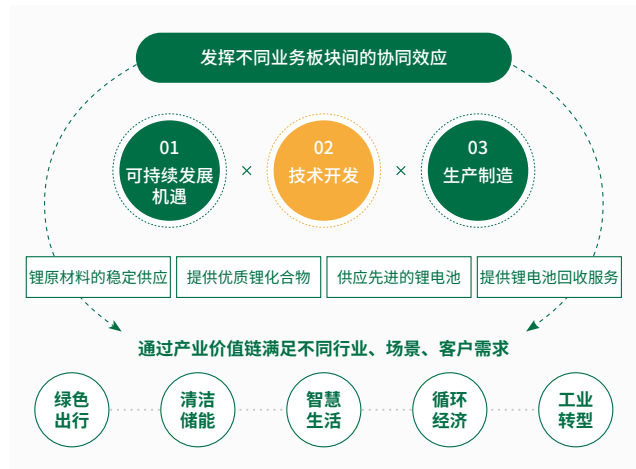 发挥不同业务板块间的协同效应
01
可持续发展
机遇
×
02
技术开发
×
03
生产制造
锂原材料的稳定供应
提供优质锂化合物
供应先进的锂电池
提供锂电池回收服务
通过产业价值链满足不同行业、场景、客户需求
绿色
出行
清洁
储能
智慧
生活
循环
经济
工业
转型